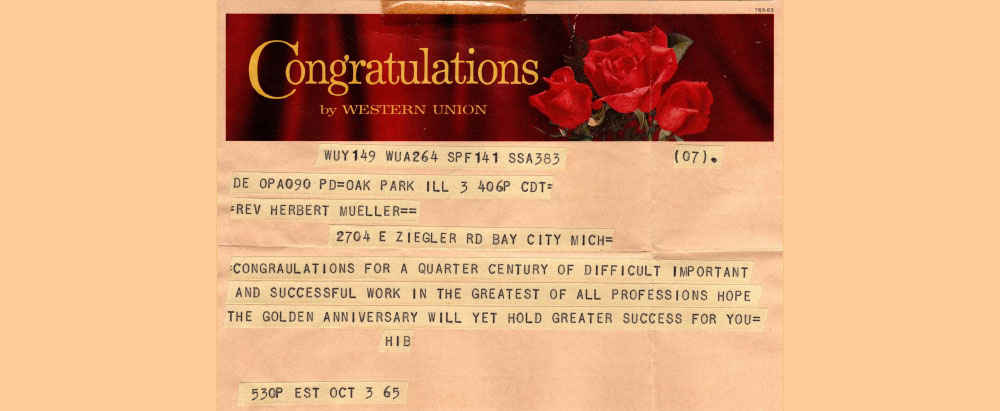 763-63
Congratulations
by WESTERN UNION
WUY149 WUA264 SPF141 SSA383 (07).
DE OPA090 PD=OAK PARK ILL 3 406P CDT=
=REV HERBERT MUELLER==
2704 E ZIEGLER RD BAY CITY MICH=
=CONGRAULATIONS FOR A QUARTER CENTURY OF DIFFICULT IMPORTANT
AND SUCCESSFUL WORK IN THE GREATEST OF ALL PROFESSIONS HOPE
THE GOLDEN ANNIVERSARY WILL YET HOLD GREATER SUCCESS FOR YOU=
HIB
530P EST OCT 3 65